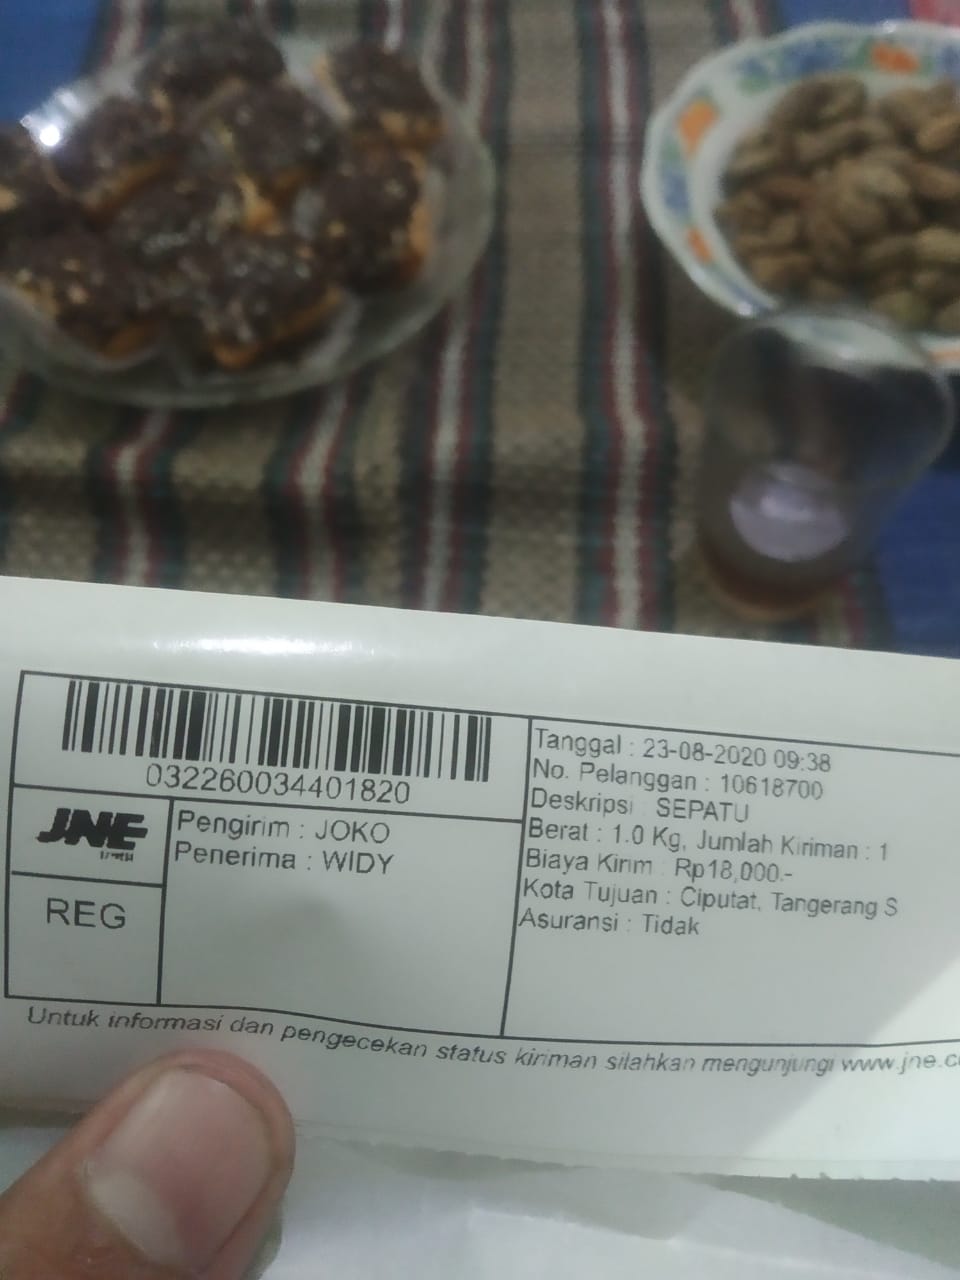 032260034401820
JNE
REG
Pengirim : JOKO
Penerima : WIDY
Tanggal : 23-08-2020 09:38
No. Pelanggan : 10618700
Deskripsi : SEPATU
Berat : 1.0 Kg, Jumlah Kiriman : 1
Biaya Kirim : Rp18,000.-
Kota Tujuan : Ciputat, Tangerang S
Asuransi : Tidak
Untuk informasi dan pengecekan status kiriman silahkan mengunjungi www.jne.c